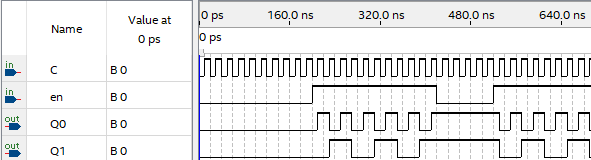 Name Value at 0 ps 0 ps 160.0 ns 320.0 ns 480.0 ns 640.0 ns
0 ps
in C B 0
in en B 0
out Q0 B 0
out Q1 B 0